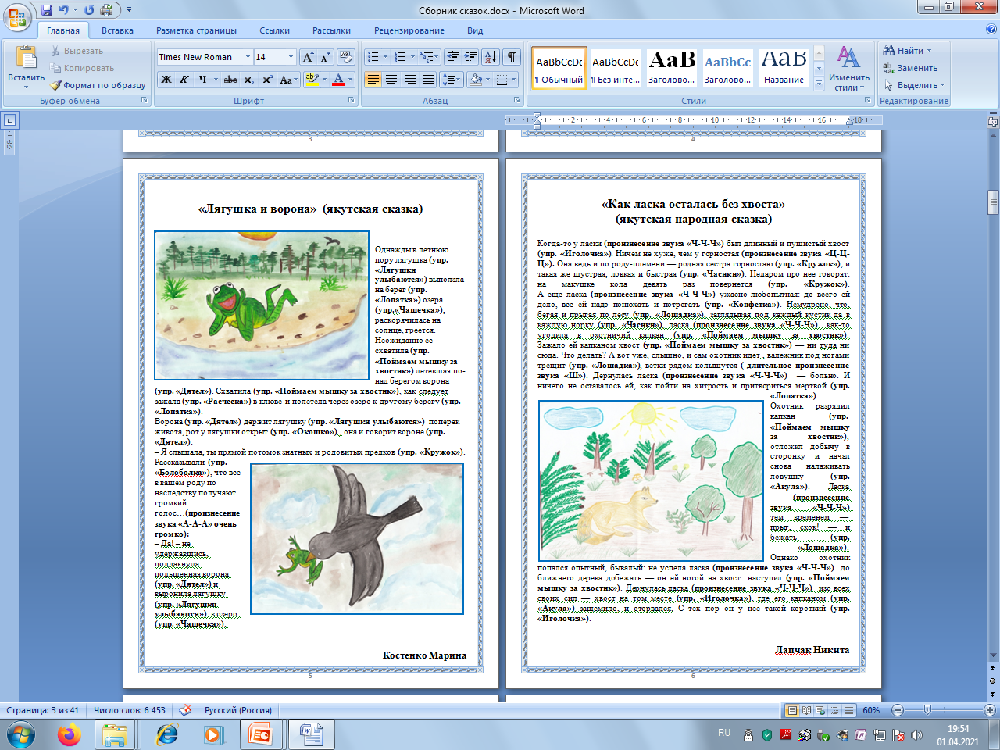 Сборник сказок.docx - Microsoft Word
Главная
Вставка
Разметка страницы
Ссылки
Рассылки
Рецензирование
Вид
Вставить
Вырезать
Копировать
Формат по образцу
Буфер обмена
Times New Roman
14
Шрифт
Абзац
AaBbCcDc
¶ Обычный
AaBbCcDc
¶ Без инте...
AaB
Заголово...
AaBbCc
Заголово...
AaBb
Название
Изменить стили
Стили
Найти
Заменить
Выделить
Редактирование
2 4 6 8 10 12 14 16 18
3
4
«Лягушка и ворона» (якутская сказка)
Однажды в летнюю
пору лягушка (упр.
«Лягушки
улыбаются») выползла
на берег (упр.
«Лопатка») озера
(упр.«Чашечка»),
раскорячилась на
солнце, греется.
Неожиданно ее
схватила (упр.
«Поймаем мышку за
хвостик») летевшая по-
над берегом ворона
(упр. «Дятел»). Схватила (упр. «Поймаем мышку за хвостик»), как следует
зажала (упр. «Расческа») в клюве и полетела через озеро к другому берегу (упр.
«Лопатка»).
Ворона (упр. «Дятел») держит лягушку (упр. «Лягушки улыбаются») поперек
живота, рот у лягушки открыт (упр. «Окошко»), она и говорит вороне (упр.
«Дятел»):
– Я слышала, ты прямой потомок знатных и родовитых предков (упр. «Кружок»).
Рассказывали (упр.
«Болоболка»), что все
в вашем роду по
наследству получают
громкий
голос…(произнесение
звука «А-А-А» очень
громко):
– Да! – не
удержавшись,
поддакнула
польщенная ворона
(упр. «Дятел») и
выронила лягушку
(упр. «Лягушки
улыбаются») в озеро
(упр. «Чашечка»).
Костенко Марина
5
«Как ласка осталась без хвоста»
(якутская народная сказка)
Когда-то у ласки (произнесение звука «Ч-Ч-Ч») был длинный и пушистый хвост
(упр. «Иголочка»). Ничем не хуже, чем у горностая (произнесение звука «Ц-Ц-
Ц»). Она ведь и по роду-племени — родная сестра горностаю (упр. «Кружок»), и
такая же шустрая, ловкая и быстрая (упр. «Часики»). Недаром про нее говорят:
на макушке кола девять раз повернется (упр. «Кружок»).
А еще ласка (произнесение звука «Ч-Ч-Ч») ужасно любопытная: до всего ей
дело, все ей надо понюхать и потрогать (упр. «Конфетка»). Немудрено, что,
бегая и прыгая по лесу (упр. «Лошадка»), заглядывая под каждый кустик да в
каждую норку (упр. «Часики»), ласка (произнесение звука «Ч-Ч-Ч») как-то
угодила в охотничий капкан (упр. «Поймаем мышку за хвостик»).
Зажало ей капканом хвост (упр. «Поймаем мышку за хвостик») — ни туда ни
сюда. Что делать? А вот уже, слышно, и сам охотник идет, валежник под ногами
трещит (упр. «Лошадка»), ветки рядом колышутся ( длительное произнесение
звука «Ш»). Дернулась ласка (произнесение звука «Ч-Ч-Ч») — больно. И
ничего не оставалось ей, как пойти на хитрость и притвориться мертвой (упр.
«Лопатка»).
Охотник разрядил
капкан (упр.
«Поймаем мышку
за хвостик»),
отложил добычу в
сторонку и начал
снова налаживать
ловушку (упр.
«Акула»). Ласка
(произнесение
звука «Ч-Ч-Ч»)
тем временем —
прыг, скок! — и
бежать (упр.
«Лошадка»).
Однако охотник
попался опытный, бывалый: не успела ласка (произнесение звука «Ч-Ч-Ч») до
ближнего дерева добежать — он ей ногой на хвост наступил (упр. «Поймаем
мышку за хвостик»). Дернулась ласка (произнесение звука «Ч-Ч-Ч») изо всех
своих сил — хвост на том месте (упр. «Иголочка»), где его капканом (упр.
«Акула») защемило, и оторвался. С тех пор он у нее такой короткий (упр.
«Иголочка»).
Лапчак Никита
6
Страница: 3 из 41
Число слов: 6 453
Русский (Россия)
60%
RU
19:54
01.04.2021